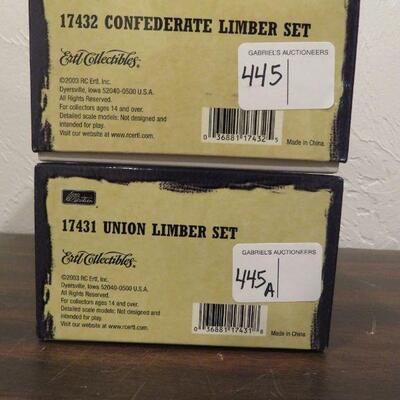 17432 CONFEDERATE LIMBER SET
Ertl Collectibles®
©2003 RC Ertl, Inc.
Dyersville, Iowa 52040-0500 U.S.A.
All Rights Reserved.
For collectors ages 14 and over.
Detailed scale models: Not designed and
intended for play.
Visit our website at www.rcertl.com
GABRIEL'S AUCTIONEERS
445
0 36881 17432 5
Made in China
17431 UNION LIMBER SET
Ertl Collectibles®
©2003 RC Ertl, Inc.
Dyersville, Iowa 52040-0500 U.S.A.
All Rights Reserved.
For collectors ages 14 and over.
Detailed scale models: Not designed and
intended for play.
Visit our website at www.rcertl.com
GABRIEL'S AUCTIONEERS
445A
0 36881 17431 8
Made in China